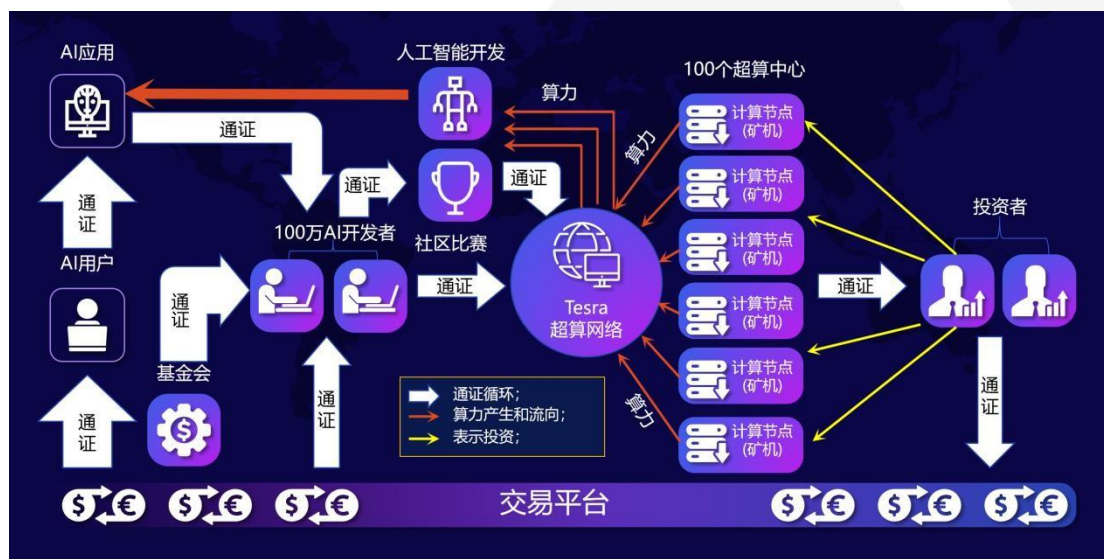 AI应用
人工智能开发
100个超算中心
算力
计算节点
(矿机)
通证
算力
通证
通证
计算节点
(矿机)
通证
100万AI开发者
社区比赛
计算节点
(矿机)
投资者
AI用户
通证
通证
Tesra
超算网络
通证
计算节点
(矿机)
基金会
通证
通证循环;
算力产生和流向;
表示投资;
算力
计算节点
(矿机)
通证
通证
计算节点
(矿机)
$ €
$ €
$ €
交易平台
$ €
$ €
$ €